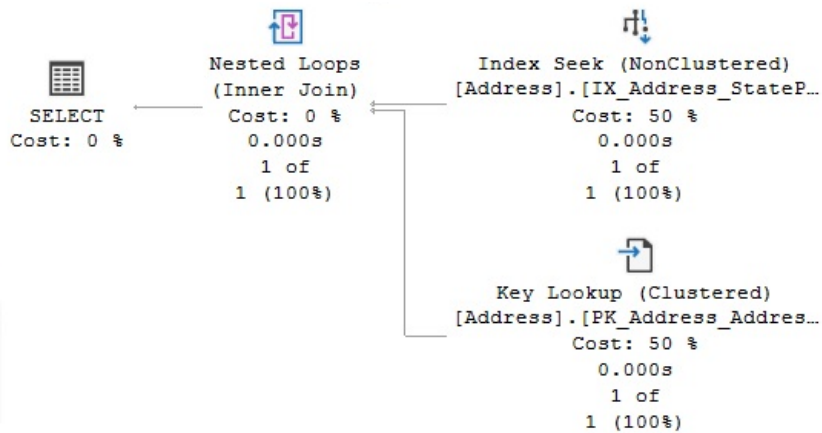 SELECT
Cost: 0 %
Nested Loops
(Inner Join)
Cost: 0 %
0.000s
1 of
1 (100%)
Index Seek (NonClustered)
[Address].[IX_Address_StateP…
Cost: 50 %
0.000s
1 of
1 (100%)
Key Lookup (Clustered)
[Address].[PK_Address_Addres…
Cost: 50 %
0.000s
1 of
1 (100%)